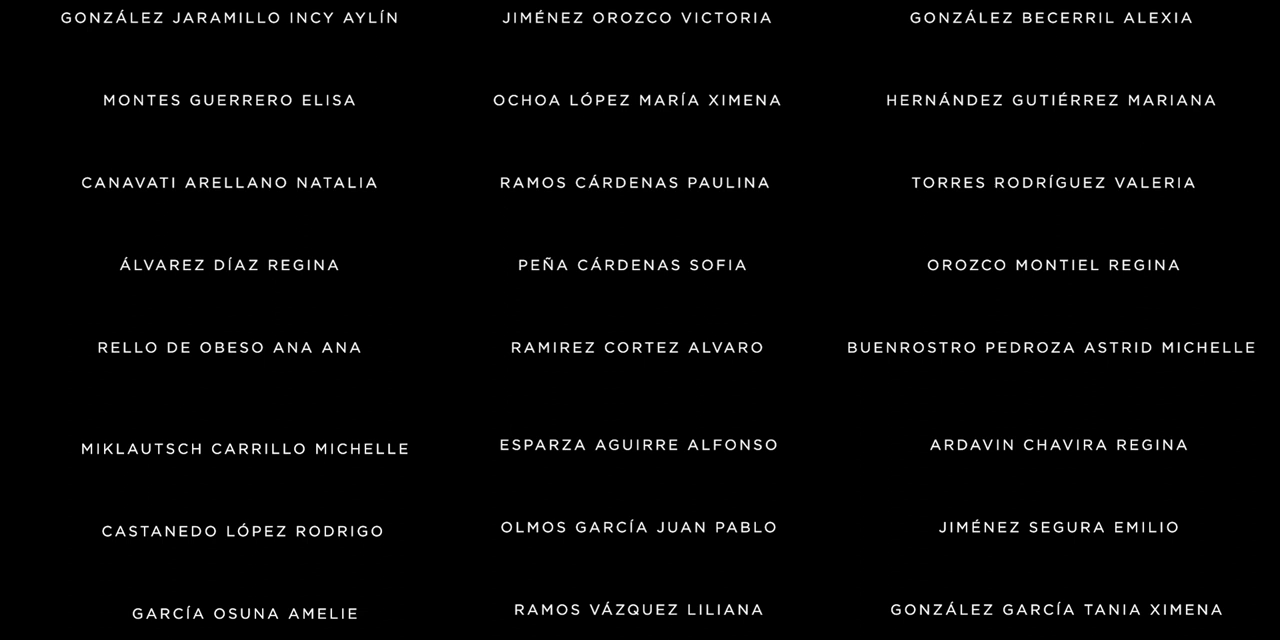 GONZÁLEZ JARAMILLO INCY AYLÍN
JIMÉNEZ OROZCO VICTORIA
GONZÁLEZ BECERRIL ALEXIA
MONTES GUERRERO ELISA
OCHOA LÓPEZ MARÍA XIMENA
HERNÁNDEZ GUTIÉRREZ MARIANA
CANAVATI ARELLANO NATALIA
RAMOS CÁRDENAS PAULINA
TORRES RODRÍGUEZ VALERIA
ÁLVAREZ DÍAZ REGINA
PEÑA CÁRDENAS SOFIA
OROZCO MONTIEL REGINA
RELLO DE OBESO ANA ANA
RAMIREZ CORTEZ ALVARO
BUENROSTRO PEDROZA ASTRID MICHELLE
MIKLAUTSCH CARRILLO MICHELLE
ESPARZA AGUIRRE ALFONSO
ARDAVIN CHAVIRA REGINA
CASTANEDO LÓPEZ RODRIGO
OLMOS GARCÍA JUAN PABLO
JIMÉNEZ SEGURA EMILIO
GARCÍA OSUNA AMELIE
RAMOS VÁZQUEZ LILIANA
GONZÁLEZ GARCÍA TANIA XIMENA